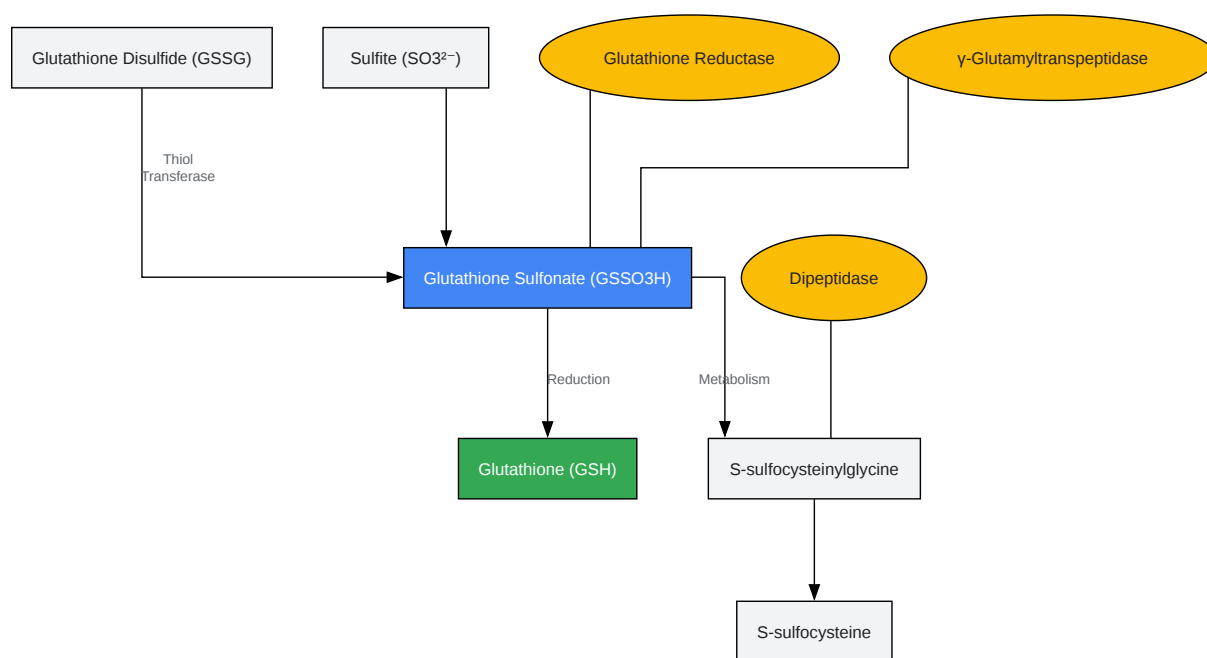 Glutathione Disulfide (GSSG)
Sulfite (SO3²⁻)
Glutathione Reductase
γ-Glutamyltranspeptidase
Thiol
Transferase
Glutathione Sulfonate (GSSO3H)
Dipeptidase
Reduction
Metabolism
Glutathione (GSH)
S-sulfocysteinylglycine
S-sulfocysteine